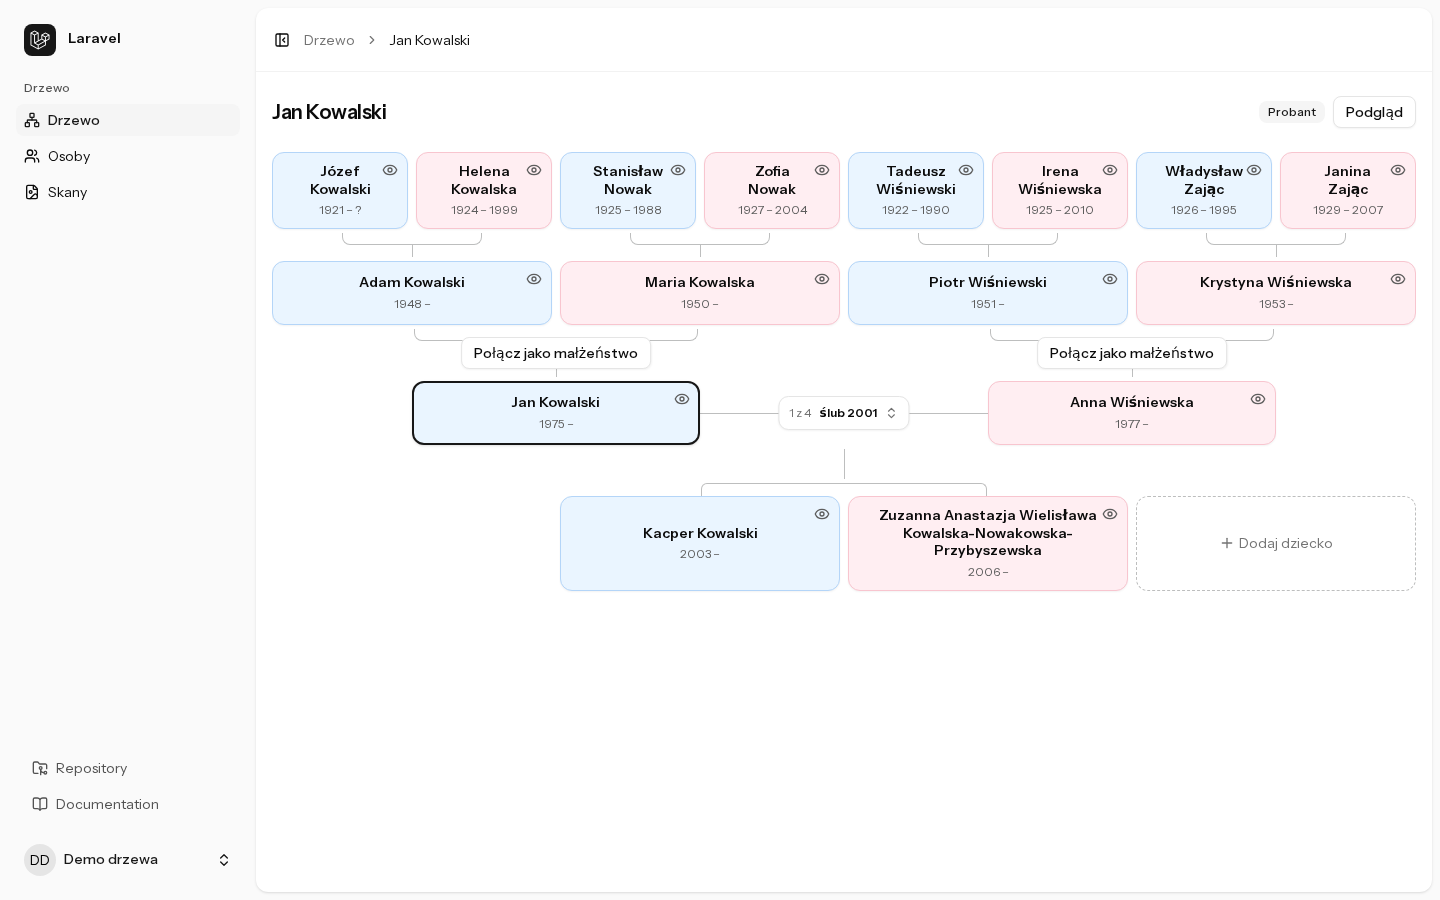 Laravel
Drzewo
Drzewo
Osoby
Skany
Repository
Documentation
DD
Demo drzewa
Drzewo
Jan Kowalski
Jan Kowalski
Probant
Podgląd
Józef
Kowalski
1921 – ?
Helena
Kowalska
1924 – 1999
Stanisław
Nowak
1925 – 1988
Zofia
Nowak
1927 – 2004
Tadeusz
Wiśniewski
1922 – 1990
Irena
Wiśniewska
1925 – 2010
Władysław
Zając
1926 – 1995
Janina
Zając
1929 – 2007
Adam Kowalski
1948 –
Maria Kowalska
1950 –
Piotr Wiśniewski
1951 –
Krystyna Wiśniewska
1953 –
Połącz jako małżeństwo
Połącz jako małżeństwo
Jan Kowalski
1975 –
1 z 4 ślub 2001
Anna Wiśniewska
1977 –
Kacper Kowalski
2003 –
Zuzanna Anastazja Wielisława
Kowalska-Nowakowska-
Przybyszewska
2006 –
Dodaj dziecko